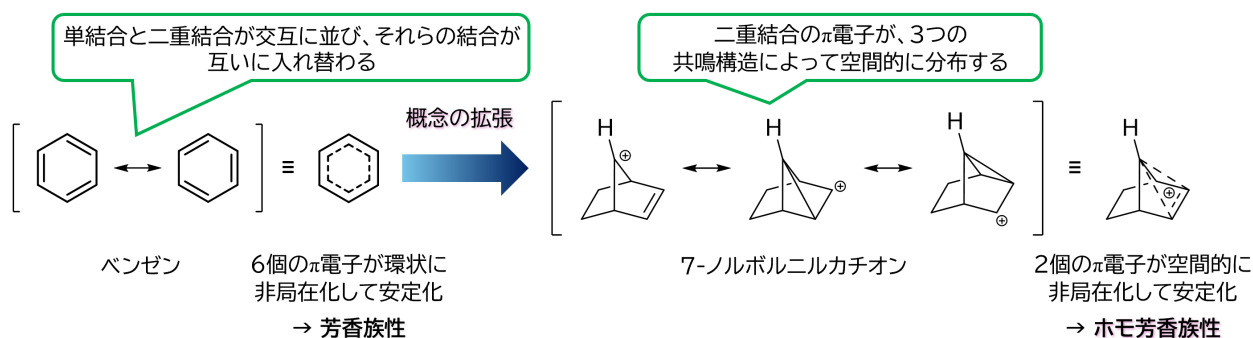 単結合と二重結合が交互に並び、それらの結合が
互いに入れ替わる
二重結合のπ電子が、3つの
共鳴構造によって空間的に分布する
概念の拡張
≡
H
⊕
H
⊕
H
⊕
≡
H
⊕
ベンゼン
6個のπ電子が環状に
非局在化して安定化
→ 芳香族性
7-ノルボルニルカチオン
2個のπ電子が空間的に
非局在化して安定化
→ ホモ芳香族性